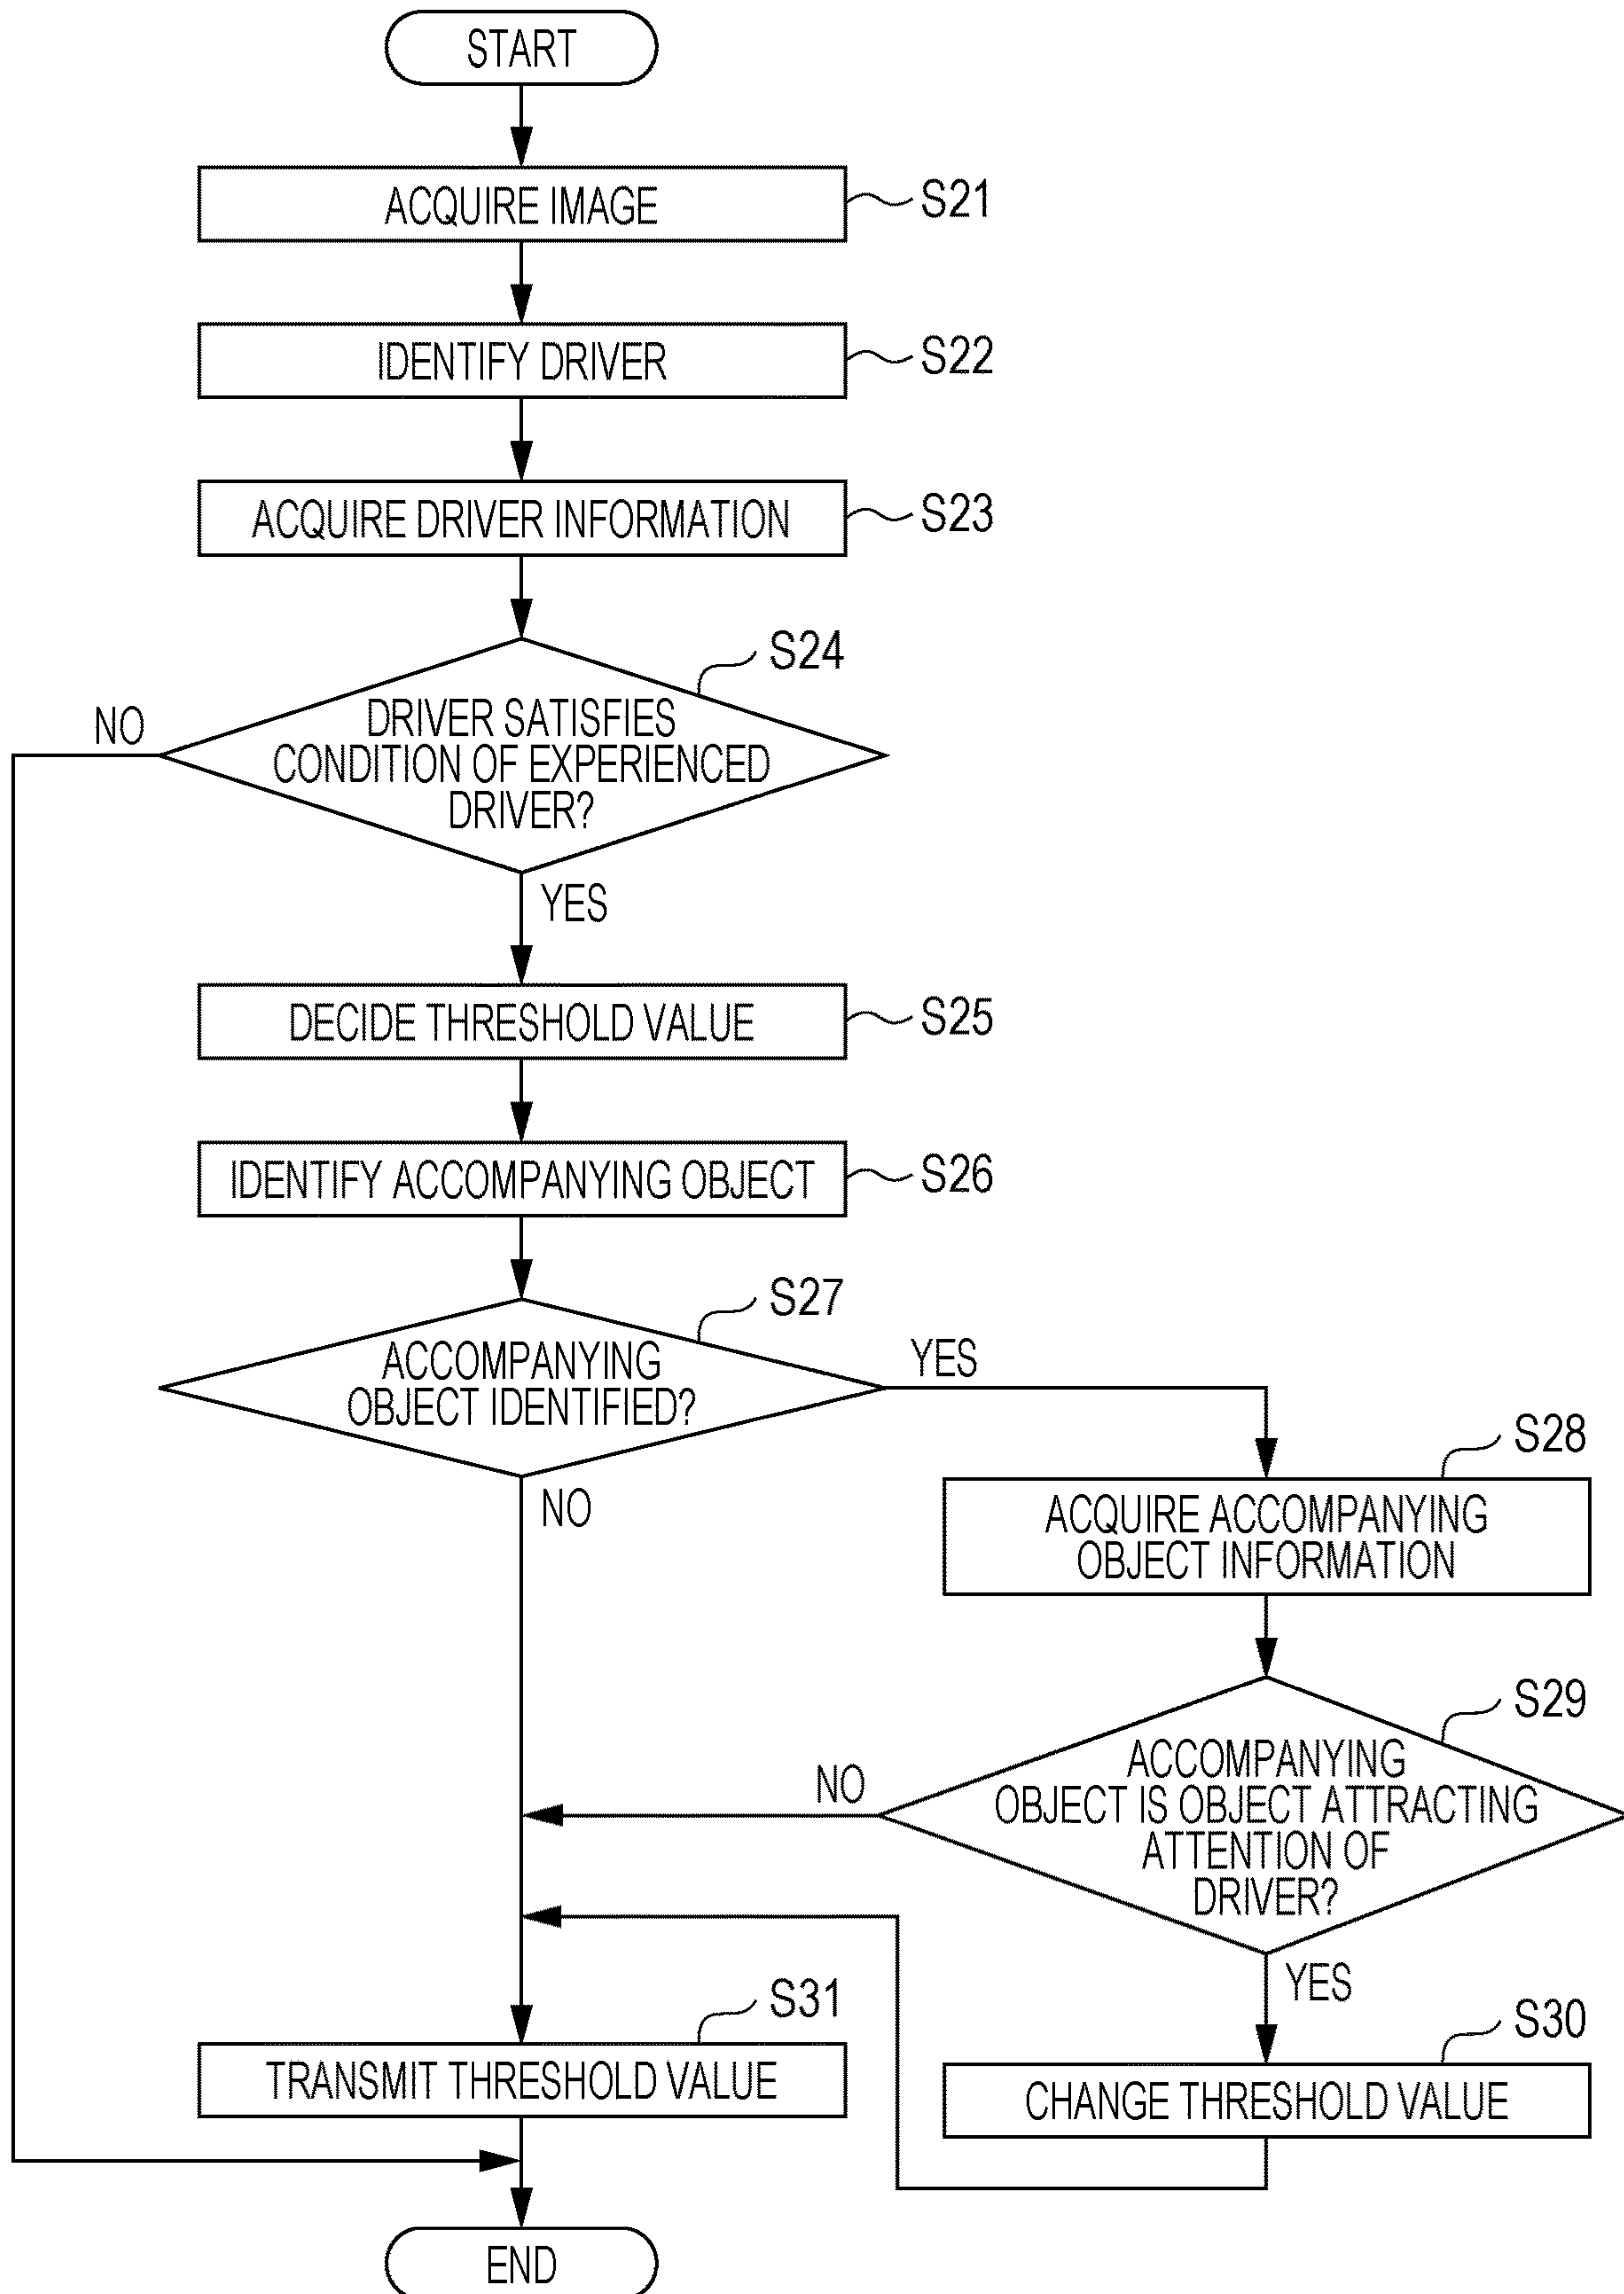 START
ACQUIRE IMAGE
S21
IDENTIFY DRIVER
S22
ACQUIRE DRIVER INFORMATION
S23
S24
NO
DRIVER SATISFIES
CONDITION OF EXPERIENCED
DRIVER?
YES
DECIDE THRESHOLD VALUE
S25
IDENTIFY ACCOMPANYING OBJECT
S26
S27
ACCOMPANYING
OBJECT IDENTIFIED?
YES
NO
S28
ACQUIRE ACCOMPANYING
OBJECT INFORMATION
S29
ACCOMPANYING
OBJECT IS OBJECT ATTRACTING
ATTENTION OF
DRIVER?
NO
YES
S30
CHANGE THRESHOLD VALUE
S31
TRANSMIT THRESHOLD VALUE
END